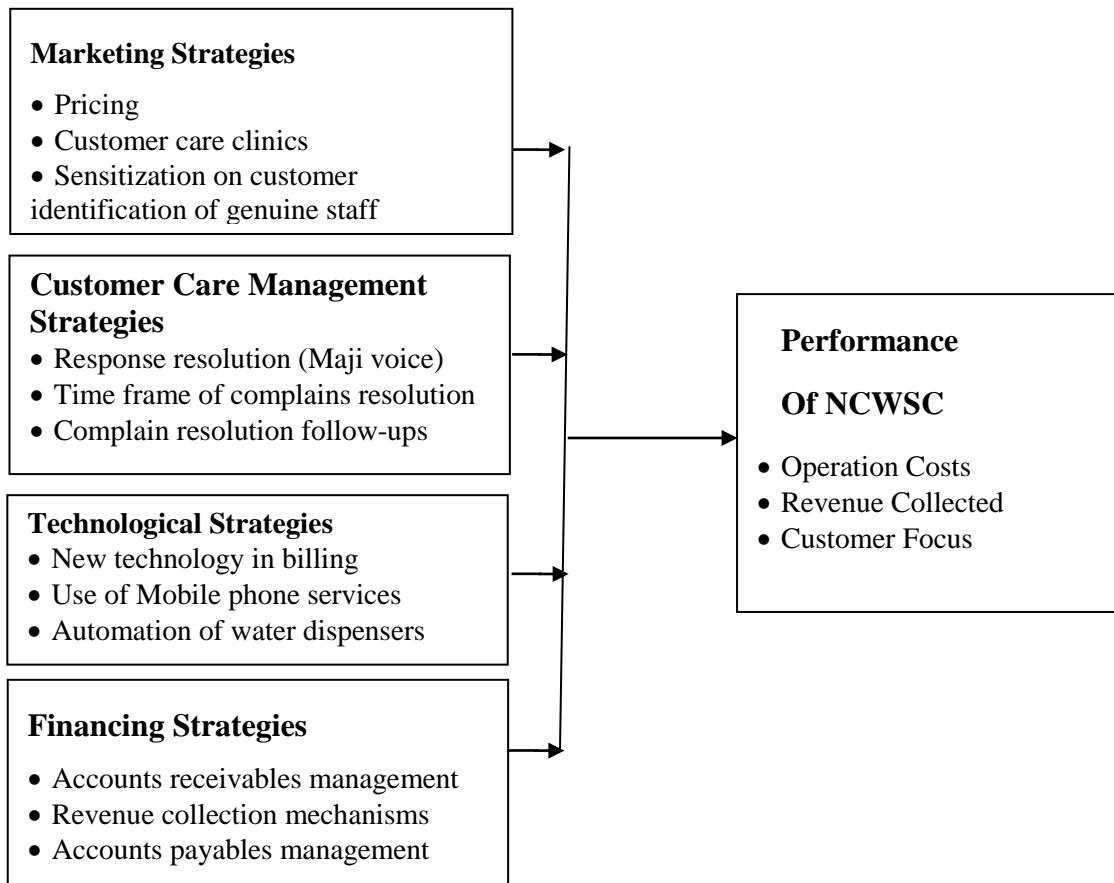 Marketing Strategies
• Pricing
• Customer care clinics
• Sensitization on customer
identification of genuine staff
Customer Care Management
Strategies
• Response resolution (Maji voice)
• Time frame of complains resolution
• Complain resolution follow-ups
Technological Strategies
• New technology in billing
• Use of Mobile phone services
• Automation of water dispensers
Financing Strategies
• Accounts receivables management
• Revenue collection mechanisms
• Accounts payables management
Performance
Of NCWSC
• Operation Costs
• Revenue Collected
• Customer Focus